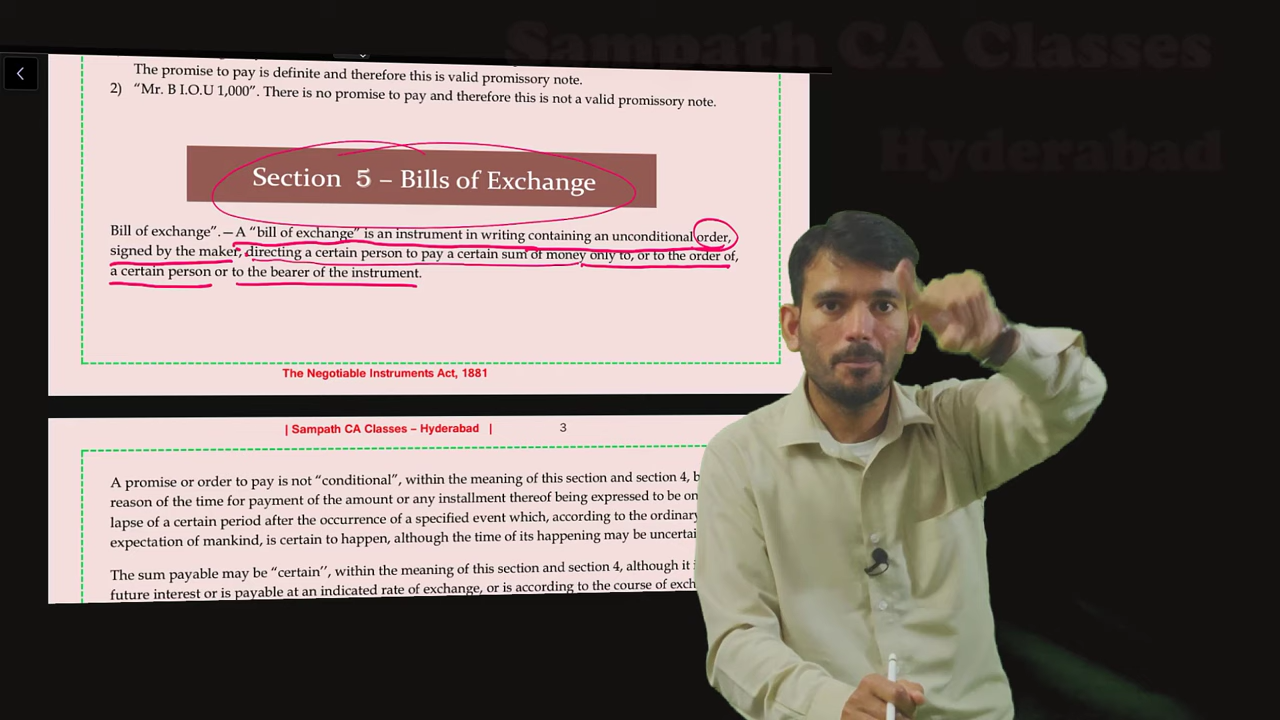 Sampath CA Classes
Hyderabad
The promise to pay is definite and therefore this is valid promissory note.
2) “Mr. B I.O.U 1,000”. There is no promise to pay and therefore this is not a valid promissory note.
Section 5 – Bills of Exchange
Bill of exchange”.—A “bill of exchange” is an instrument in writing containing an unconditional order,
signed by the maker, directing a certain person to pay a certain sum of money only to, or to the order of,
a certain person or to the bearer of the instrument.
The Negotiable Instruments Act, 1881
| Sampath CA Classes – Hyderabad | 3
A promise or order to pay is not “conditional”, within the meaning of this section and section 4, b
reason of the time for payment of the amount or any installment thereof being expressed to be on
lapse of a certain period after the occurrence of a specified event which, according to the ordinary
expectation of mankind, is certain to happen, although the time of its happening may be uncertai
The sum payable may be “certain”, within the meaning of this section and section 4, although it i
future interest or is payable at an indicated rate of exchange, or is according to the course of exch